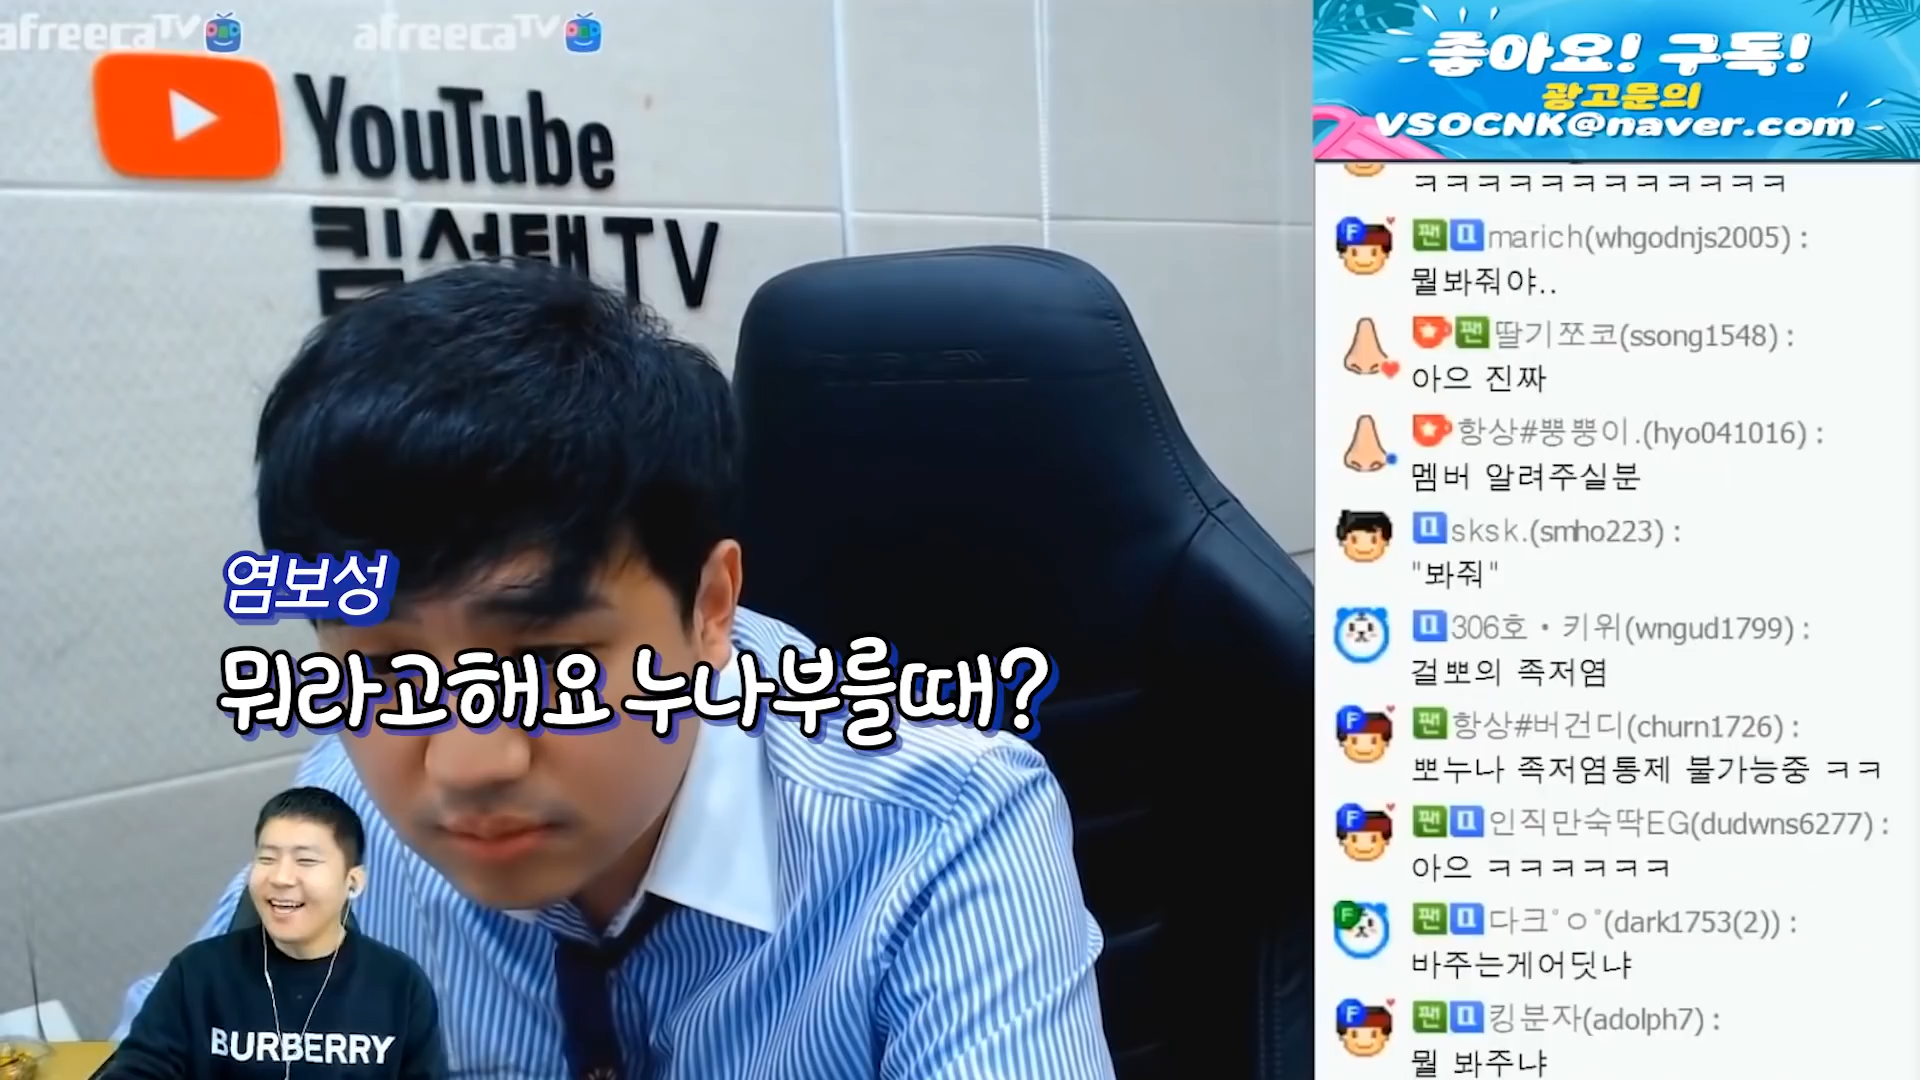 afreecaTV
afreecaTV
YouTube
킴성태TV
염보성
뭐라고해요 누나부를때?
BURBERRY
좋아요! 구독!
광고문의
VSOCNK@naver.com
ㅋㅋㅋㅋㅋㅋㅋㅋㅋㅋㅋㅋ
팬 marich(whgodnjs2005) :
뭘봐줘야..
팬 딸기쪼코(ssong1548) :
아으 진짜
항상#뿡뿡이.(hyo041016) :
멤버 알려주실분
sksk.(smho223) :
"봐줘"
306호·키위(wngud1799) :
걸뽀의 족저염
팬 항상#버건디(churn1726) :
뽀누나 족저염통제 불가능중 ㅋㅋ
팬 인직만숙딱EG(dudwns6277) :
아으 ㅋㅋㅋㅋㅋㅋ
팬 다크˚ㅇ˚(dark1753(2)) :
바주는게어딧냐
팬 킹분자(adolph7) :
뭘 봐주냐